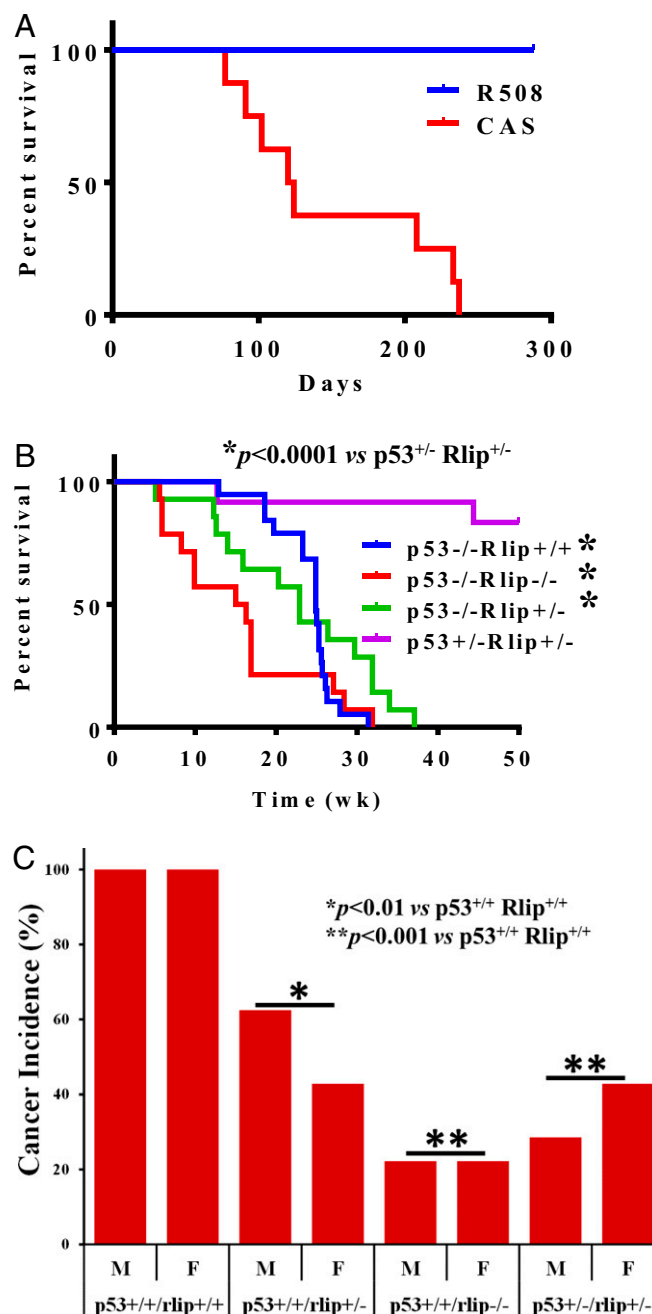 A
Percent survival
100
50
0
R508
CAS
0 100 200 300
Days
B
*p<0.0001 vs p53+/- Rlip+/-
Percent survival
100
50
0
p53-/-Rlip+/+ *
p53-/-Rlip-/- *
p53-/-Rlip+/- *
p53+/-Rlip+/-
0 10 20 30 40 50
Time (wk)
C
Cancer Incidence (%)
100
80
60
40
20
0
*p<0.01 vs p53+/+ Rlip+/+
**p<0.001 vs p53+/+ Rlip+/+
* ** **
M F M F M F M F
p53+/+/rlip+/+ p53+/+/rlip+/- p53+/+/rlip-/- p53+/-/rlip+/-